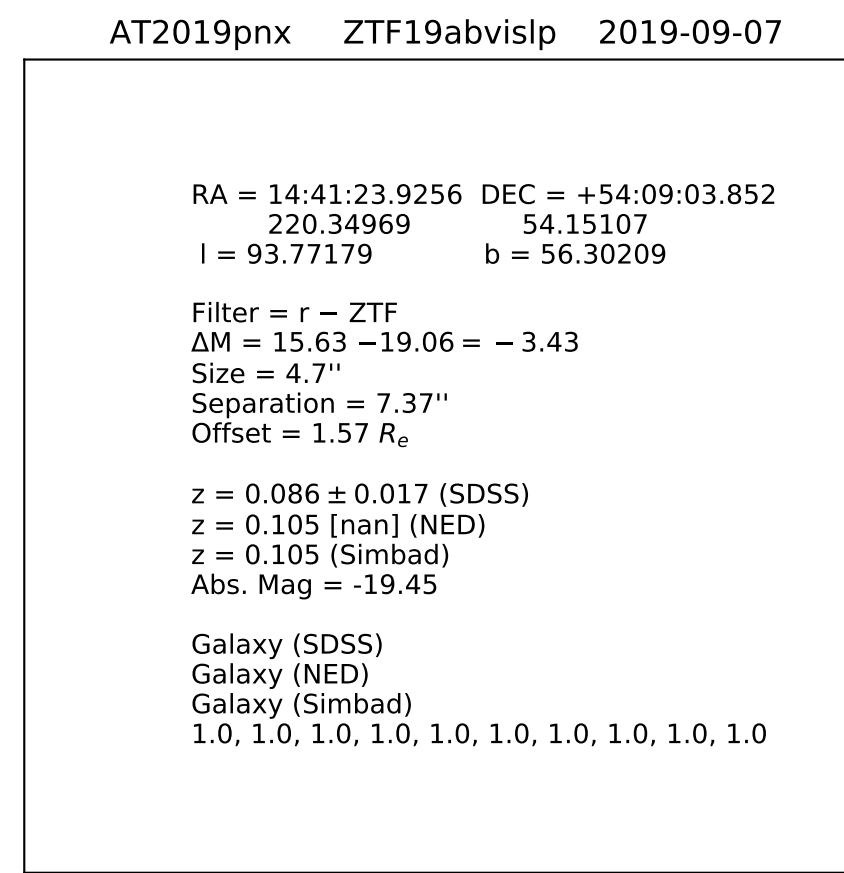 AT2019pnx ZTF19abvislp 2019-09-07
RA = 14:41:23.9256 DEC = +54:09:03.852
220.34969 54.15107
l = 93.77179 b = 56.30209
Filter = r − ZTF
ΔM = 15.63 −19.06 = − 3.43
Size = 4.7''
Separation = 7.37''
Offset = 1.57 Rₑ
z = 0.086 ± 0.017 (SDSS)
z = 0.105 [nan] (NED)
z = 0.105 (Simbad)
Abs. Mag = -19.45
Galaxy (SDSS)
Galaxy (NED)
Galaxy (Simbad)
1.0, 1.0, 1.0, 1.0, 1.0, 1.0, 1.0, 1.0, 1.0, 1.0